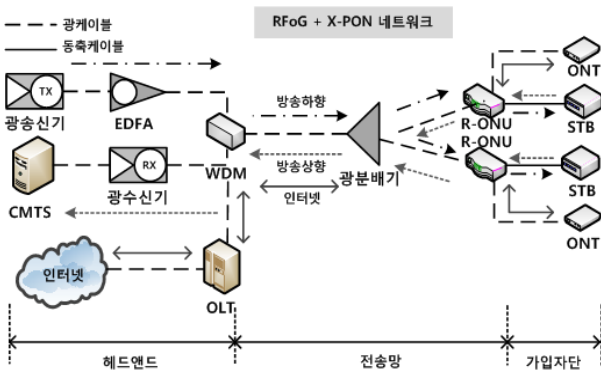 RFoG + X-PON 네트워크
광케이블
동축케이블
TX
광송신기
EDFA
방송하향
ONT
R-ONU
STB
R-ONU
CMTS
RX
광수신기
WDM
방송상향
인터넷
광분배기
STB
ONT
인터넷
OLT
헤드앤드
전송망
가입자단